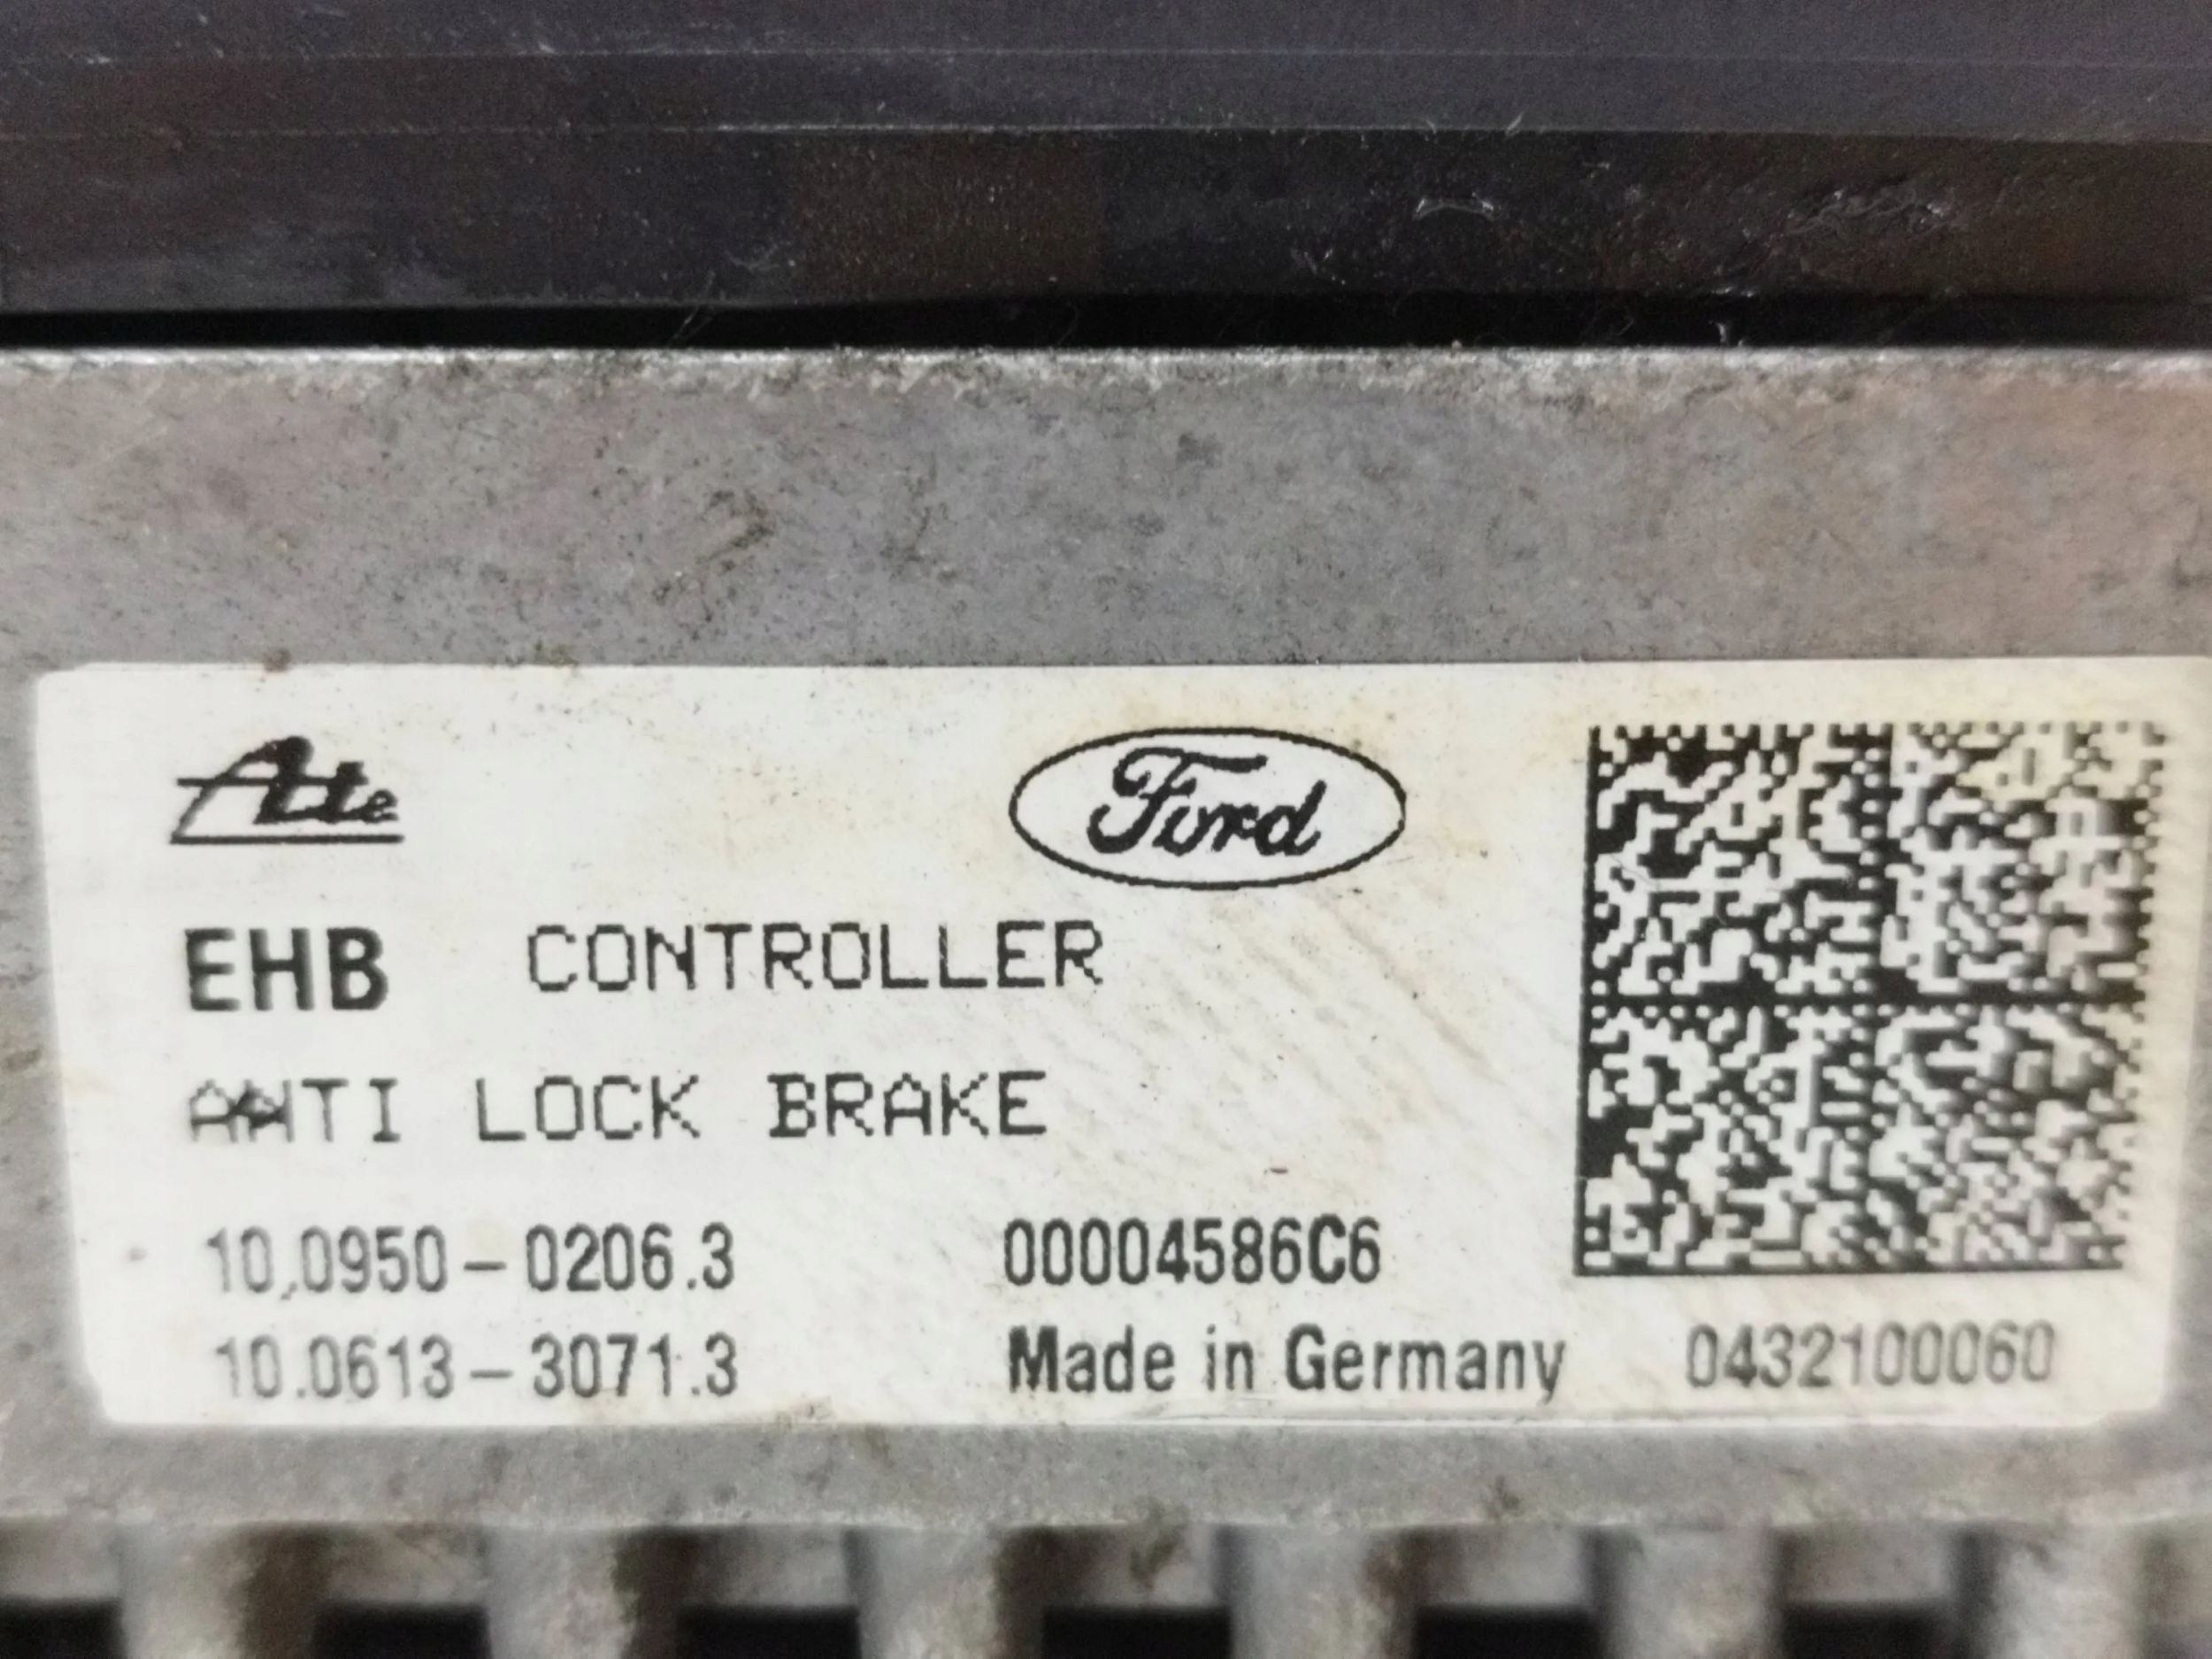 Ate
Ford
EHB CONTROLLER
ANTI LOCK BRAKE
10.0950-0206.3 00004586C6
10.0613-3071.3 Made in Germany 0432100060